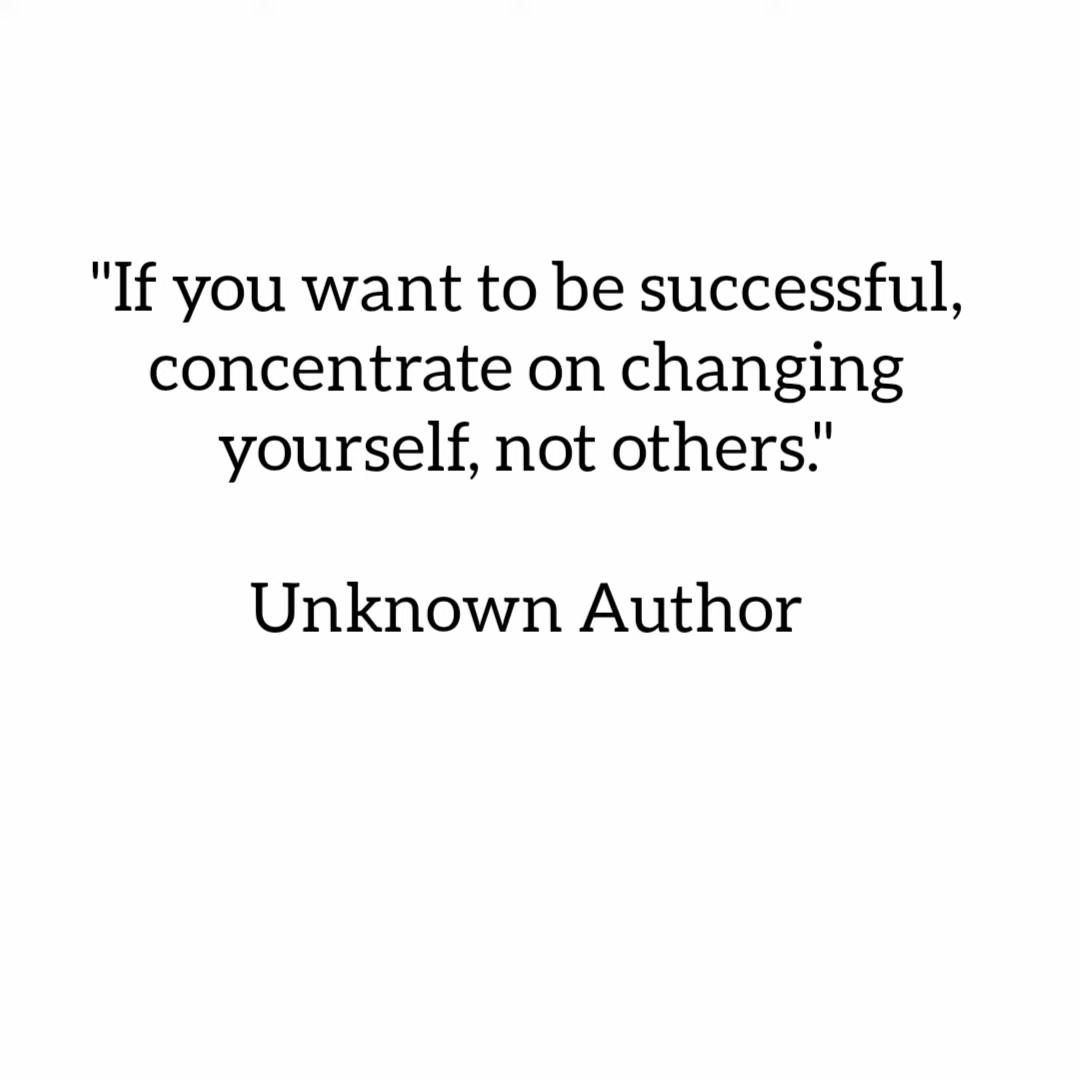 "If you want to be successful,
concentrate on changing
yourself, not others."
Unknown Author